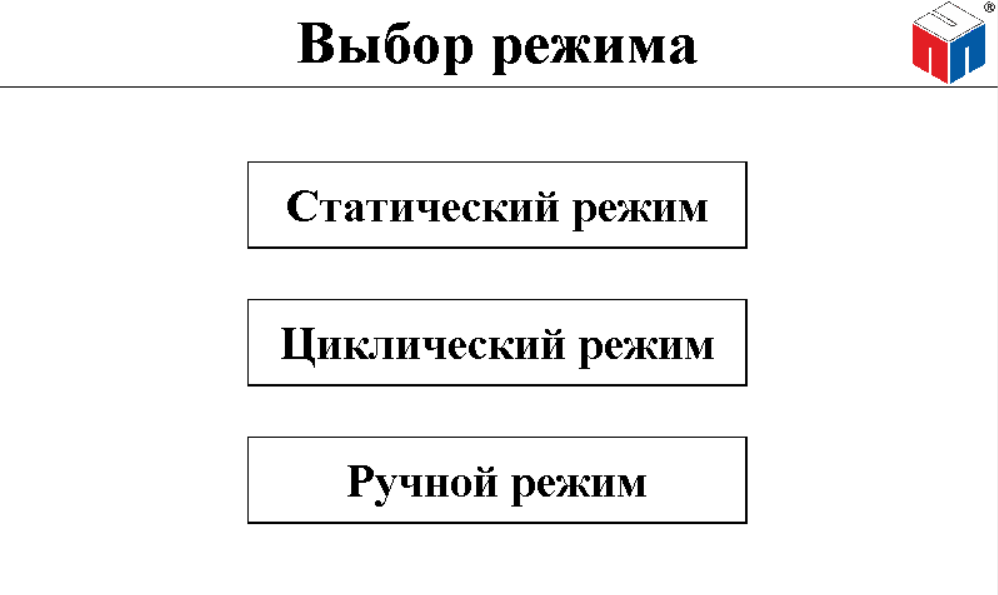 Выбор режима
®
Статический режим
Циклический режим
Ручной режим